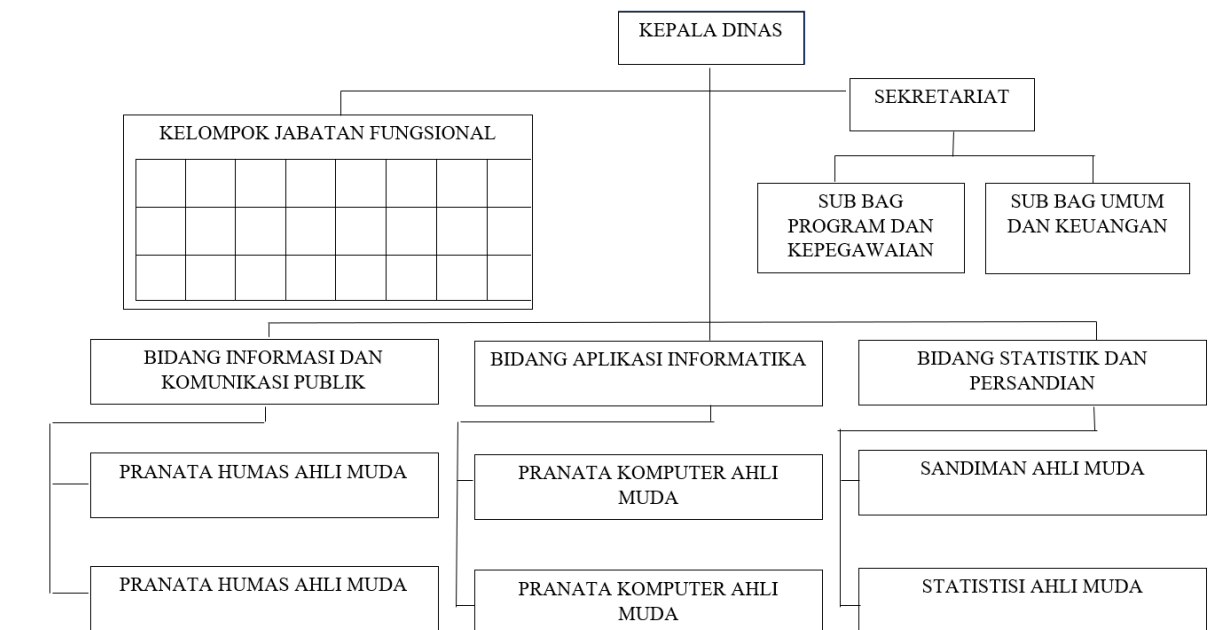 KEPALA DINAS
SEKRETARIAT
KELOMPOK JABATAN FUNGSIONAL
SUB BAG
PROGRAM DAN
KEPEGAWAIAN
SUB BAG UMUM
DAN KEUANGAN
BIDANG INFORMASI DAN
KOMUNIKASI PUBLIK
BIDANG APLIKASI INFORMATIKA
BIDANG STATISTIK DAN
PERSANDIAN
PRANATA HUMAS AHLI MUDA
PRANATA KOMPUTER AHLI
MUDA
SANDIMAN AHLI MUDA
PRANATA HUMAS AHLI MUDA
PRANATA KOMPUTER AHLI
MUDA
STATISTISI AHLI MUDA